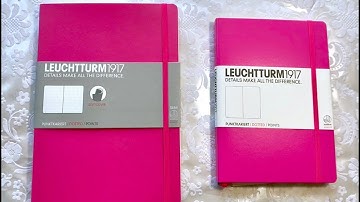 LEUCHTTURM1917
DETAILS MAKE ALL THE DIFFERENCE.
PUNKTKARIERT | DOTTED | POINTS
LEUCHTTURM1917
DETAILS MAKE ALL THE DIFFERENCE.
PUNKTKARIERT | DOTTED | POINTS